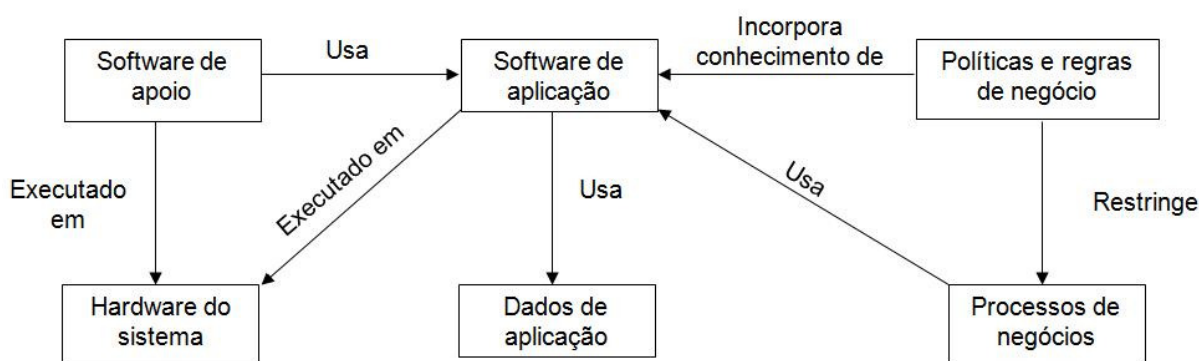 Software de
apoio
Usa
Software de
aplicação
Incorpora
conhecimento de
Políticas e regras
de negócio
Executado
em
Executado em
Usa
Usa
Restringe
Hardware do
sistema
Dados de
aplicação
Processos de
negócios